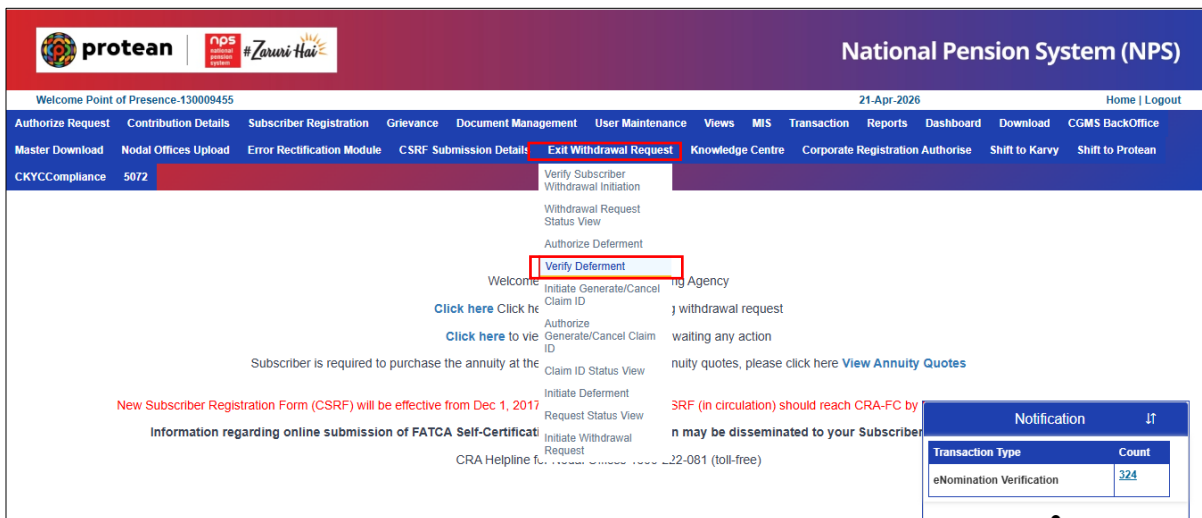 protean
nps
national
pension
system
#Zaruri Hai
National Pension System (NPS)
Welcome Point of Presence-130009455
21-Apr-2026
Home | Logout
Authorize Request Contribution Details Subscriber Registration Grievance Document Management User Maintenance Views MIS Transaction Reports Dashboard Download CGMS BackOffice
Master Download Nodal Offices Upload Error Rectification Module CSRF Submission Details Exit Withdrawal Request Knowledge Centre Corporate Registration Authorise Shift to Karvy Shift to Protean
CKYCCompliance 5072
Verify Subscriber
Withdrawal Initiation
Withdrawal Request
Status View
Authorize Deferment
Verify Deferment
Initiate Generate/Cancel
Claim ID
Authorize
Generate/Cancel Claim
ID
Claim ID Status View
Initiate Deferment
Request Status View
Initiate Withdrawal
Request
Welcome Agency
Click here Click withdrawal request
Click here to waiting any action
Subscriber is required to purchase the annuity at the quotes, please click here View Annuity Quotes
New Subscriber Registration Form (CSRF) will be effective from Dec 1, 2017 (in circulation) should reach CRA-FC by
Information regarding online submission of FATCA may be disseminated to your Subscriber
CRA Helpline (toll-free)
Notification
Transaction Type Count
eNomination Verification 324